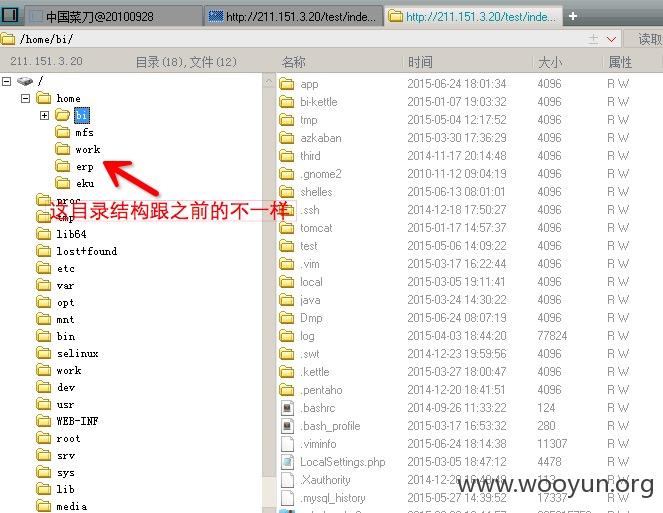 中国菜刀@20100928 http://211.151.3.20/test/inde... http://211.151.3.20/test/inde...
/home/bi/ 读取
211.151.3.20 目录(18),文件(12) 名称 时间 大小 属性
/
home
bi
mfs
work
erp
eku
proc
这目录结构跟之前的不一样
tmp
lib64
lost+found
etc
var
opt
mnt
bin
selinux
work
dev
usr
WEB-INF
root
srv
sys
lib
media
app 2015-06-24 18:01:34 4096 R W
bi-kettle 2015-01-07 19:03:32 4096 R W
tmp 2015-05-04 12:17:52 4096 R W
azkaban 2015-03-30 17:36:29 4096 R W
third 2014-11-17 20:14:48 4096 R W
.gnome2 2010-11-12 09:04:19 4096 R W
shelles 2015-06-13 08:01:01 4096 R W
.ssh 2014-12-18 17:50:27 4096 R W
tomcat 2015-01-17 14:57:37 4096 R W
test 2015-05-06 14:09:22 4096 R W
.vim 2015-03-17 16:22:44 4096 R W
local 2015-03-05 19:11:41 4096 R W
java 2015-03-24 14:30:22 4096 R W
Dmp 2015-06-24 08:07:19 4096 R W
log 2015-04-03 18:44:20 77824 R W
.swt 2014-12-23 19:59:56 4096 R W
.kettle 2015-03-27 18:00:47 4096 R W
.pentaho 2014-12-20 18:41:51 4096 R W
.bashrc 2014-09-26 11:33:22 124 R W
.bash_profile 2015-03-17 16:53:32 280 R W
.viminfo 2015-06-24 18:14:38 11307 R W
LocalSettings.php 2015-03-05 18:47:12 4478 R W
.Xauthority
.mysql_history 2015-05-27 14:39:52 17337 R W
www.wooyun.org